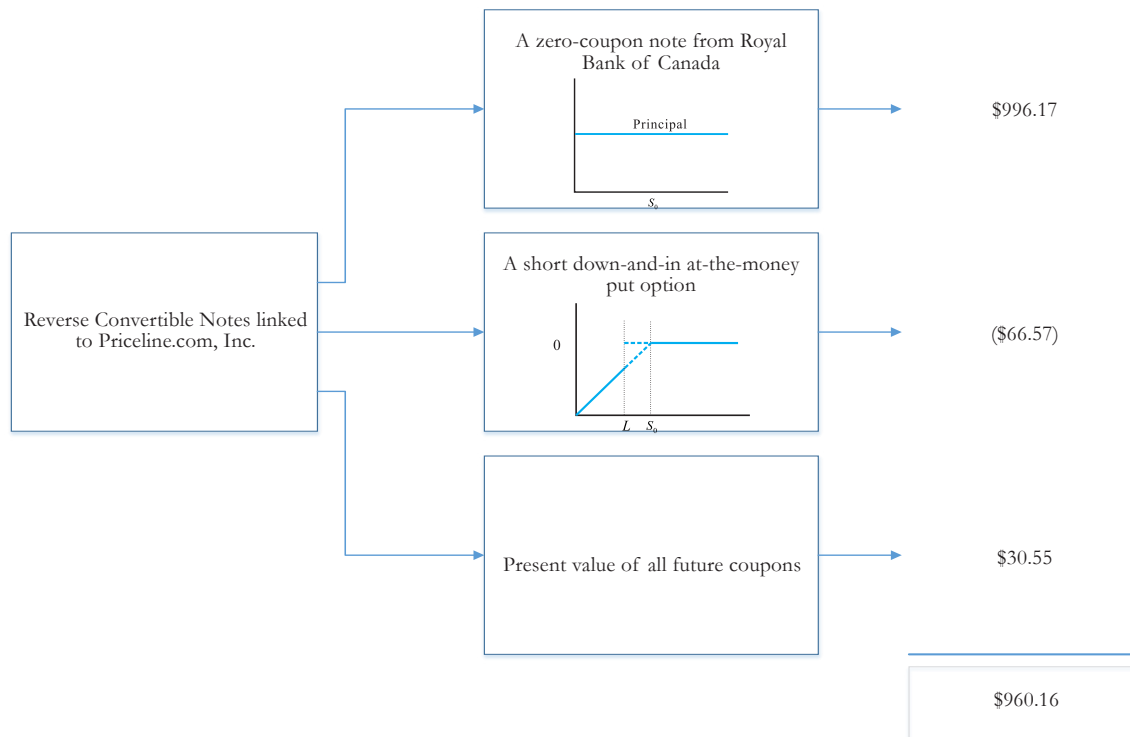 A zero-coupon note from Royal
Bank of Canada
Principal
S₀
$996.17
Reverse Convertible Notes linked
to Priceline.com, Inc.
A short down-and-in at-the-money
put option
0
L S₀
($66.57)
Present value of all future coupons
$30.55
$960.16